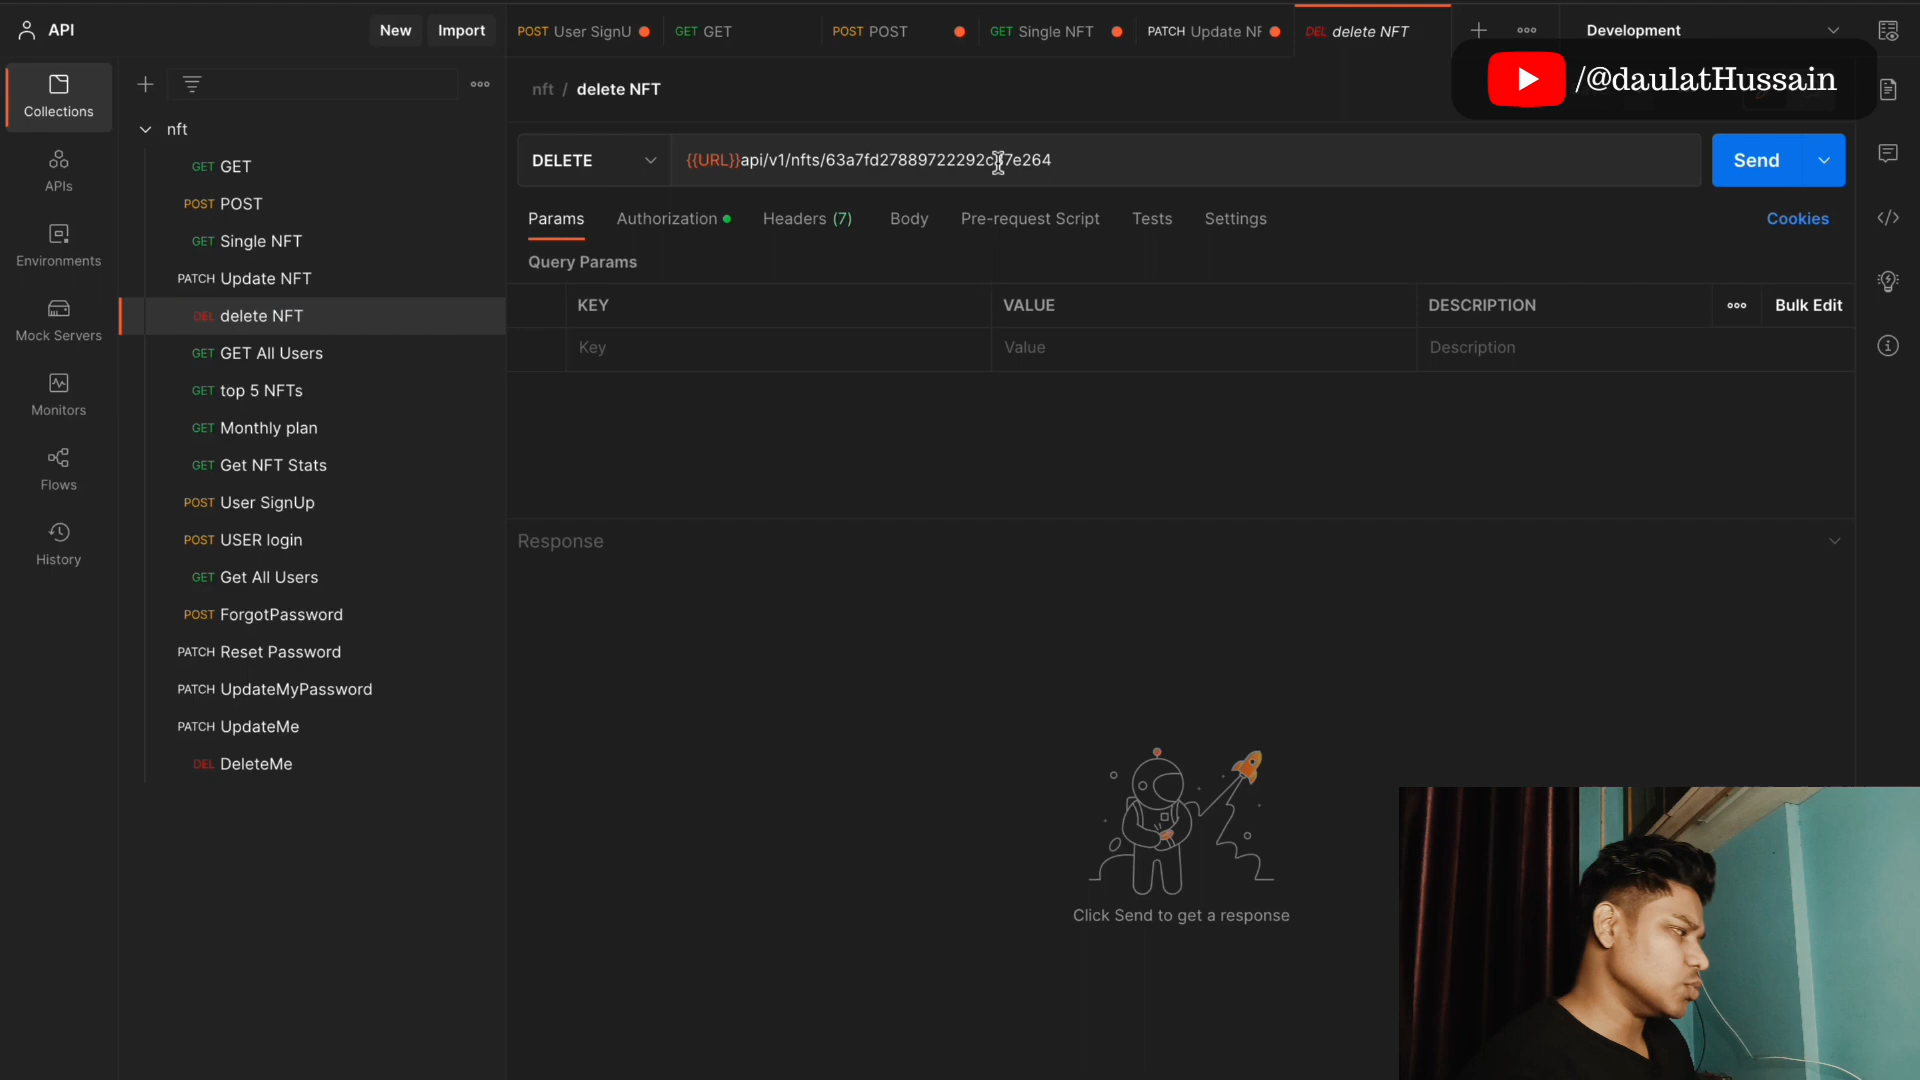 API
New
Import
POST User SignU
GET GET
POST POST
GET Single NFT
PATCH Update NF
DEL delete NFT
Development
/@daulatHussain
Collections
APIs
Environments
Mock Servers
Monitors
Flows
History
nft
GET GET
POST POST
GET Single NFT
PATCH Update NFT
DEL delete NFT
GET GET All Users
GET top 5 NFTs
GET Monthly plan
GET Get NFT Stats
POST User SignUp
POST USER login
GET Get All Users
POST ForgotPassword
PATCH Reset Password
PATCH UpdateMyPassword
PATCH UpdateMe
DEL DeleteMe
nft / delete NFT
DELETE
{{URL}}api/v1/nfts/
Send
Params
Authorization
Headers (7)
Body
Pre-request Script
Tests
Settings
Cookies
Query Params
KEY
VALUE
DESCRIPTION
Bulk Edit
Key
Value
Description
Response
Click Send to get a response